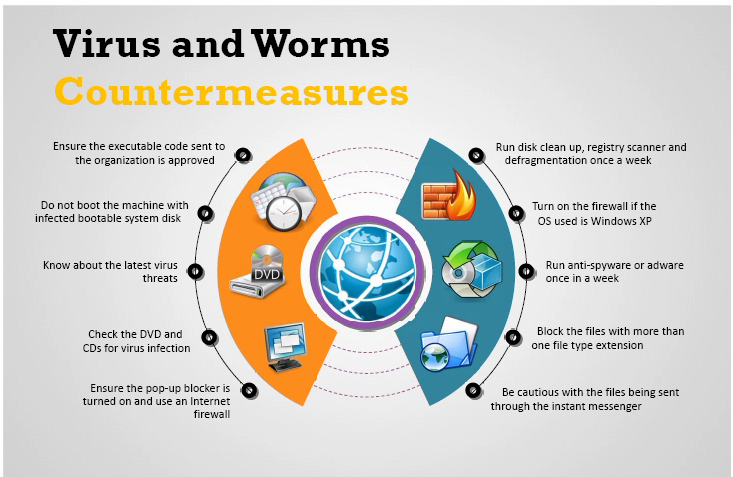 Virus and Worms
Countermeasures
Ensure the executable code sent to
the organization is approved
Do not boot the machine with
infected bootable system disk
Know about the latest virus
threats
Check the DVD and
CDs for virus infection
Ensure the pop-up blocker is
turned on and use an Internet
firewall
DVD
Run disk clean up, registry scanner and
defragmentation once a week
Turn on the firewall if the
OS used is Windows XP
Run anti-spyware or adware
once in a week
Block the files with more than
one file type extension
Be cautious with the files being sent
through the instant messenger